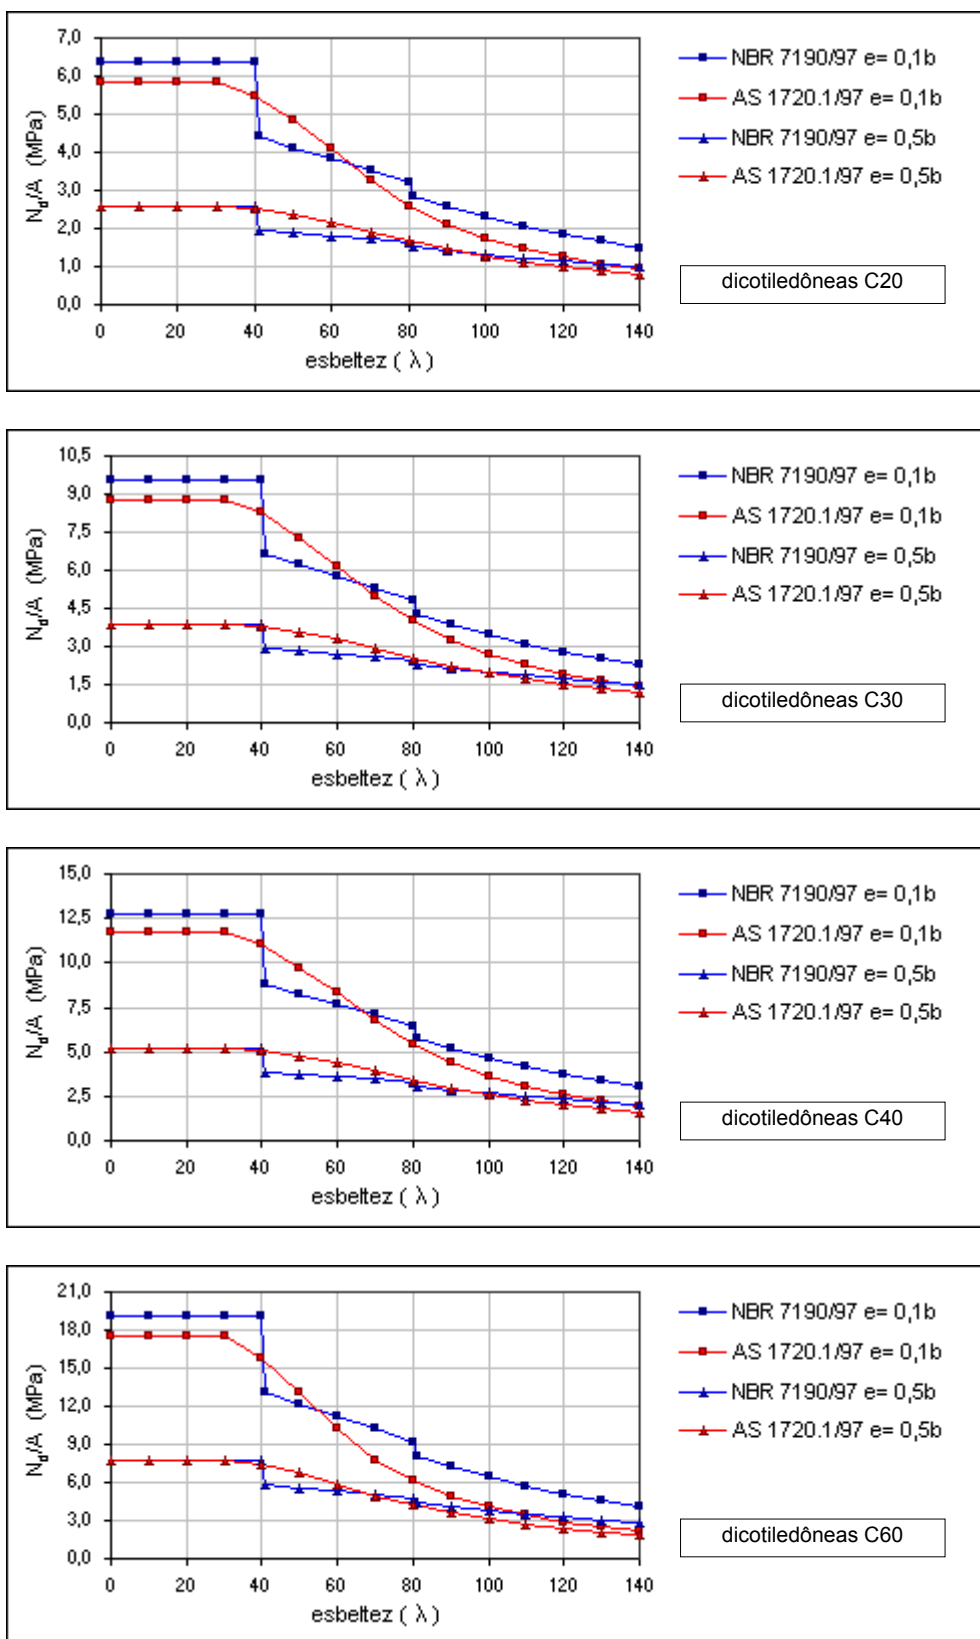 7,0
6,0
5,0
4,0
3,0
2,0
1,0
0,0
N_d/A (MPa)
0 20 40 60 80 100 120 140
esbeltez ( λ )
NBR 7190/97 e= 0,1b
AS 1720.1/97 e= 0,1b
NBR 7190/97 e= 0,5b
AS 1720.1/97 e= 0,5b
dicotiledôneas C20
10,5
9,0
7,5
6,0
4,5
3,0
1,5
0,0
N_d/A (MPa)
0 20 40 60 80 100 120 140
esbeltez ( λ )
NBR 7190/97 e= 0,1b
AS 1720.1/97 e= 0,1b
NBR 7190/97 e= 0,5b
AS 1720.1/97 e= 0,5b
dicotiledôneas C30
15,0
12,5
10,0
7,5
5,0
2,5
0,0
N_d/A (MPa)
0 20 40 60 80 100 120 140
esbeltez ( λ )
NBR 7190/97 e= 0,1b
AS 1720.1/97 e= 0,1b
NBR 7190/97 e= 0,5b
AS 1720.1/97 e= 0,5b
dicotiledôneas C40
21,0
18,0
15,0
12,0
9,0
6,0
3,0
0,0
N_d/A (MPa)
0 20 40 60 80 100 120 140
esbeltez ( λ )
NBR 7190/97 e= 0,1b
AS 1720.1/97 e= 0,1b
NBR 7190/97 e= 0,5b
AS 1720.1/97 e= 0,5b
dicotiledôneas C60